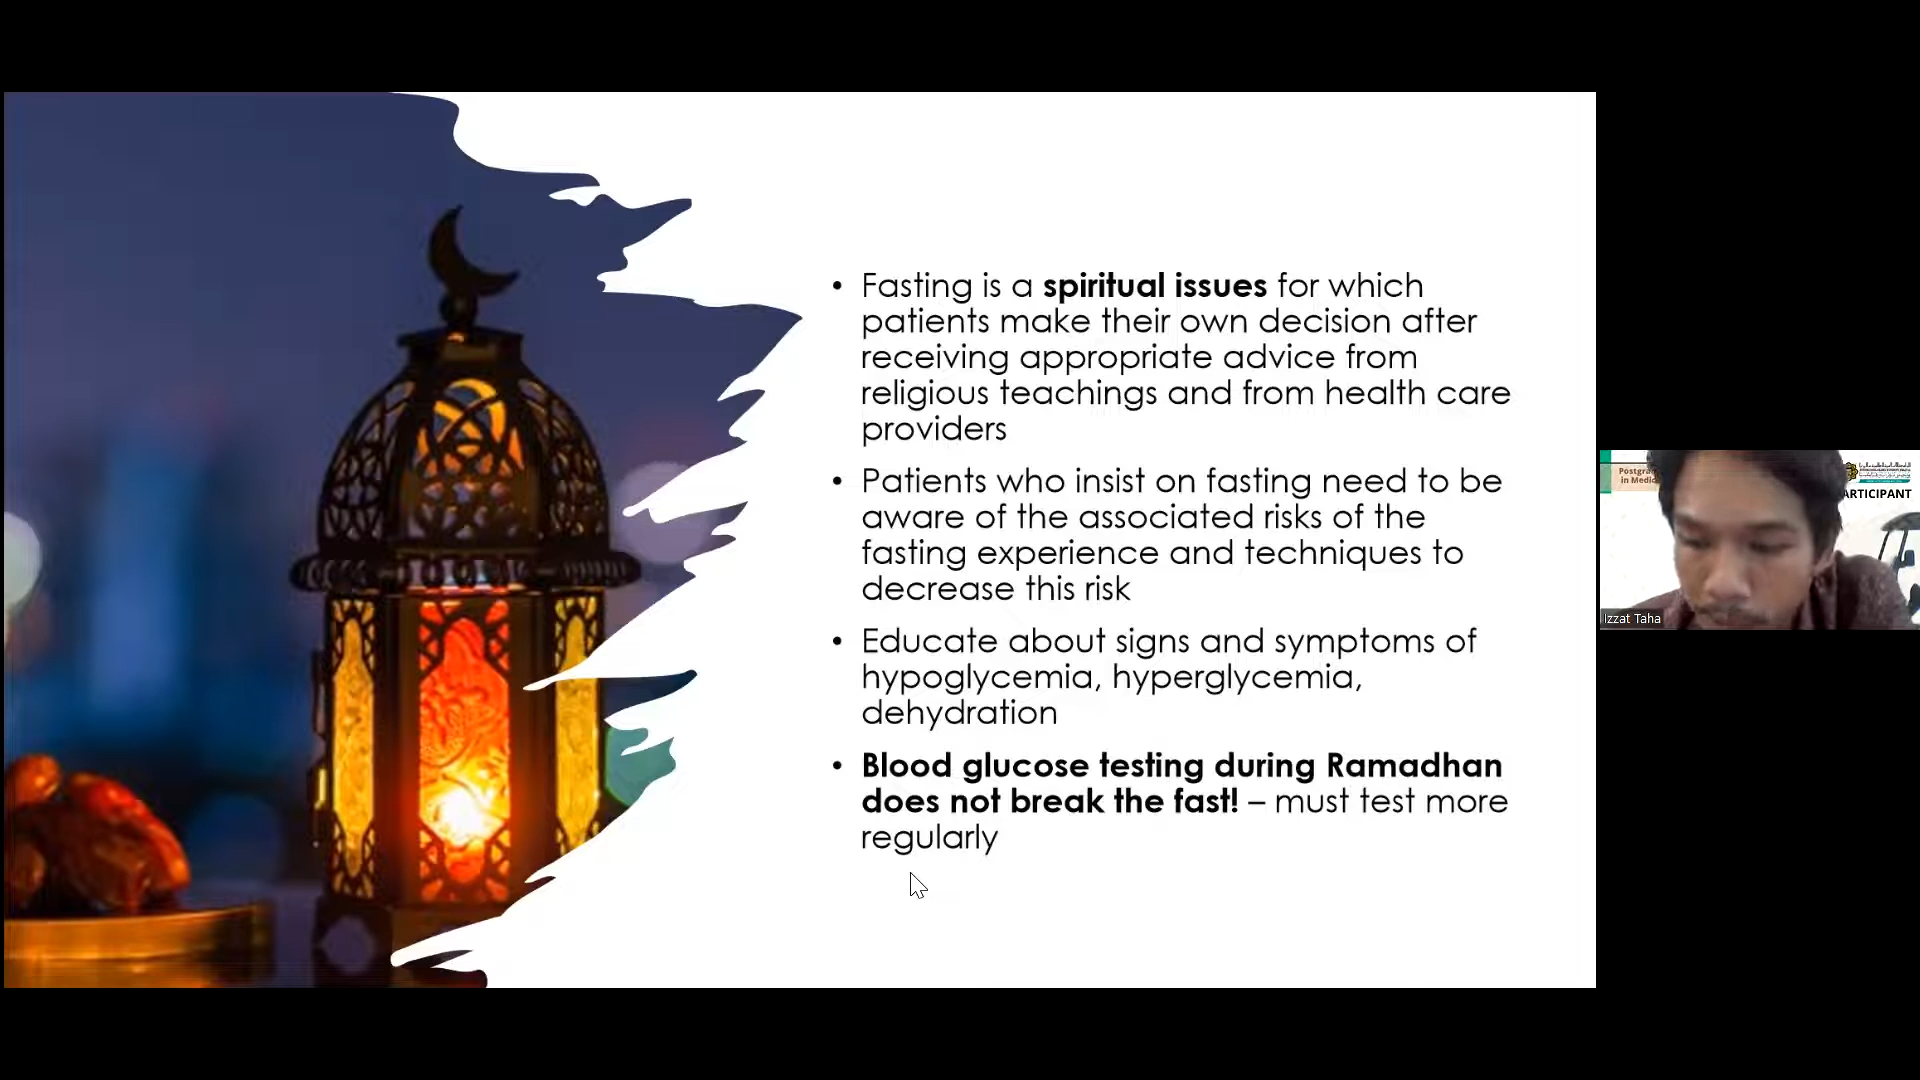 • Fasting is a spiritual issues for which
patients make their own decision after
receiving appropriate advice from
religious teachings and from health care
providers
• Patients who insist on fasting need to be
aware of the associated risks of the
fasting experience and techniques to
decrease this risk
• Educate about signs and symptoms of
hypoglycemia, hyperglycemia,
dehydration
• Blood glucose testing during Ramadhan
does not break the fast! – must test more
regularly
in Medic
ARTICIPANT
Izzat Taha